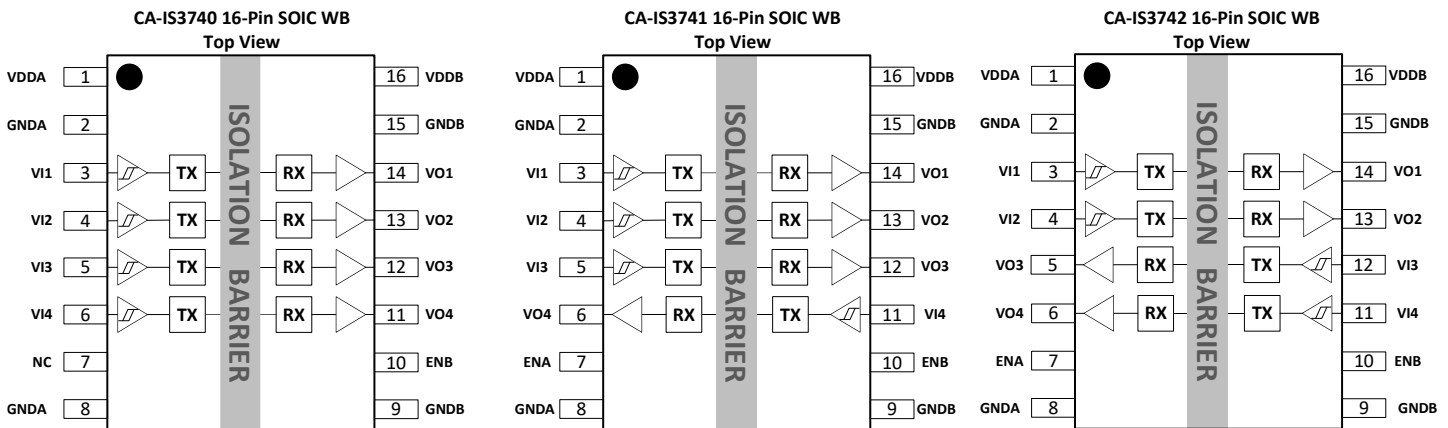 CA-IS3740 16-Pin SOIC WB
Top View
VDDA 1 16 VDDB
GNDA 2 15 GNDB
VI1 3 TX RX 14 VO1
VI2 4 TX RX 13 VO2
VI3 5 TX RX 12 VO3
VI4 6 TX RX 11 VO4
NC 7 10 ENB
GNDA 8 9 GNDB
ISOLATION BARRIER
CA-IS3741 16-Pin SOIC WB
Top View
VDDA 1 16 VDDB
GNDA 2 15 GNDB
VI1 3 TX RX 14 VO1
VI2 4 TX RX 13 VO2
VI3 5 TX RX 12 VO3
VO4 6 RX TX 11 VI4
ENA 7 10 ENB
GNDA 8 9 GNDB
ISOLATION BARRIER
CA-IS3742 16-Pin SOIC WB
Top View
VDDA 1 16 VDDB
GNDA 2 15 GNDB
VI1 3 TX RX 14 VO1
VI2 4 TX RX 13 VO2
VO3 5 RX TX 12 VI3
VO4 6 RX TX 11 VI4
ENA 7 10 ENB
GNDA 8 9 GNDB
ISOLATION BARRIER